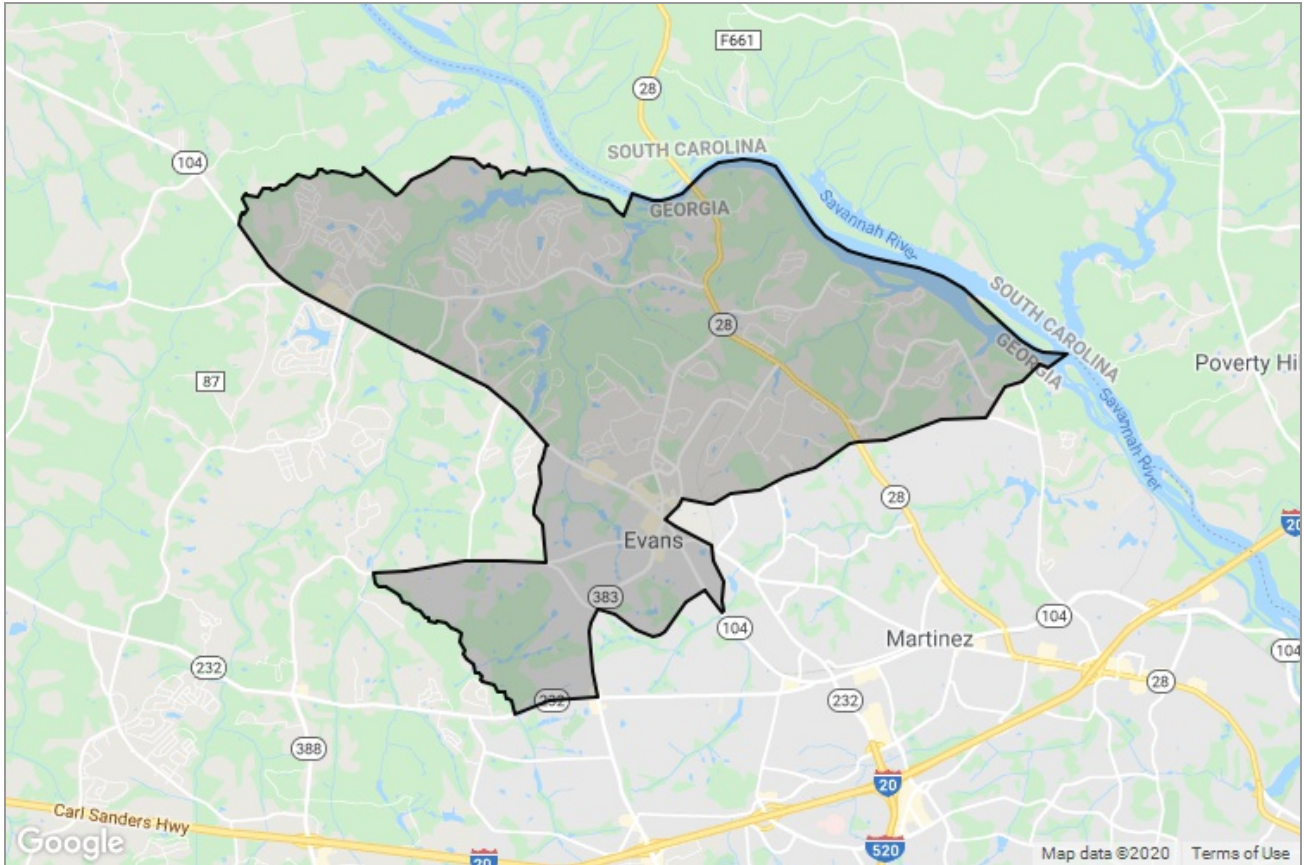 F661
28
SOUTH CAROLINA
104
GEORGIA
Savannah River
SOUTH CAROLINA
28
GEORGIA
Poverty Hi
87
Savannah River
28
20
Evans
383
104
104
Martinez
104
232
28
232
232
388
20
Carl Sanders Hwy
520
20
Google
Map data ©2020 Terms of Use